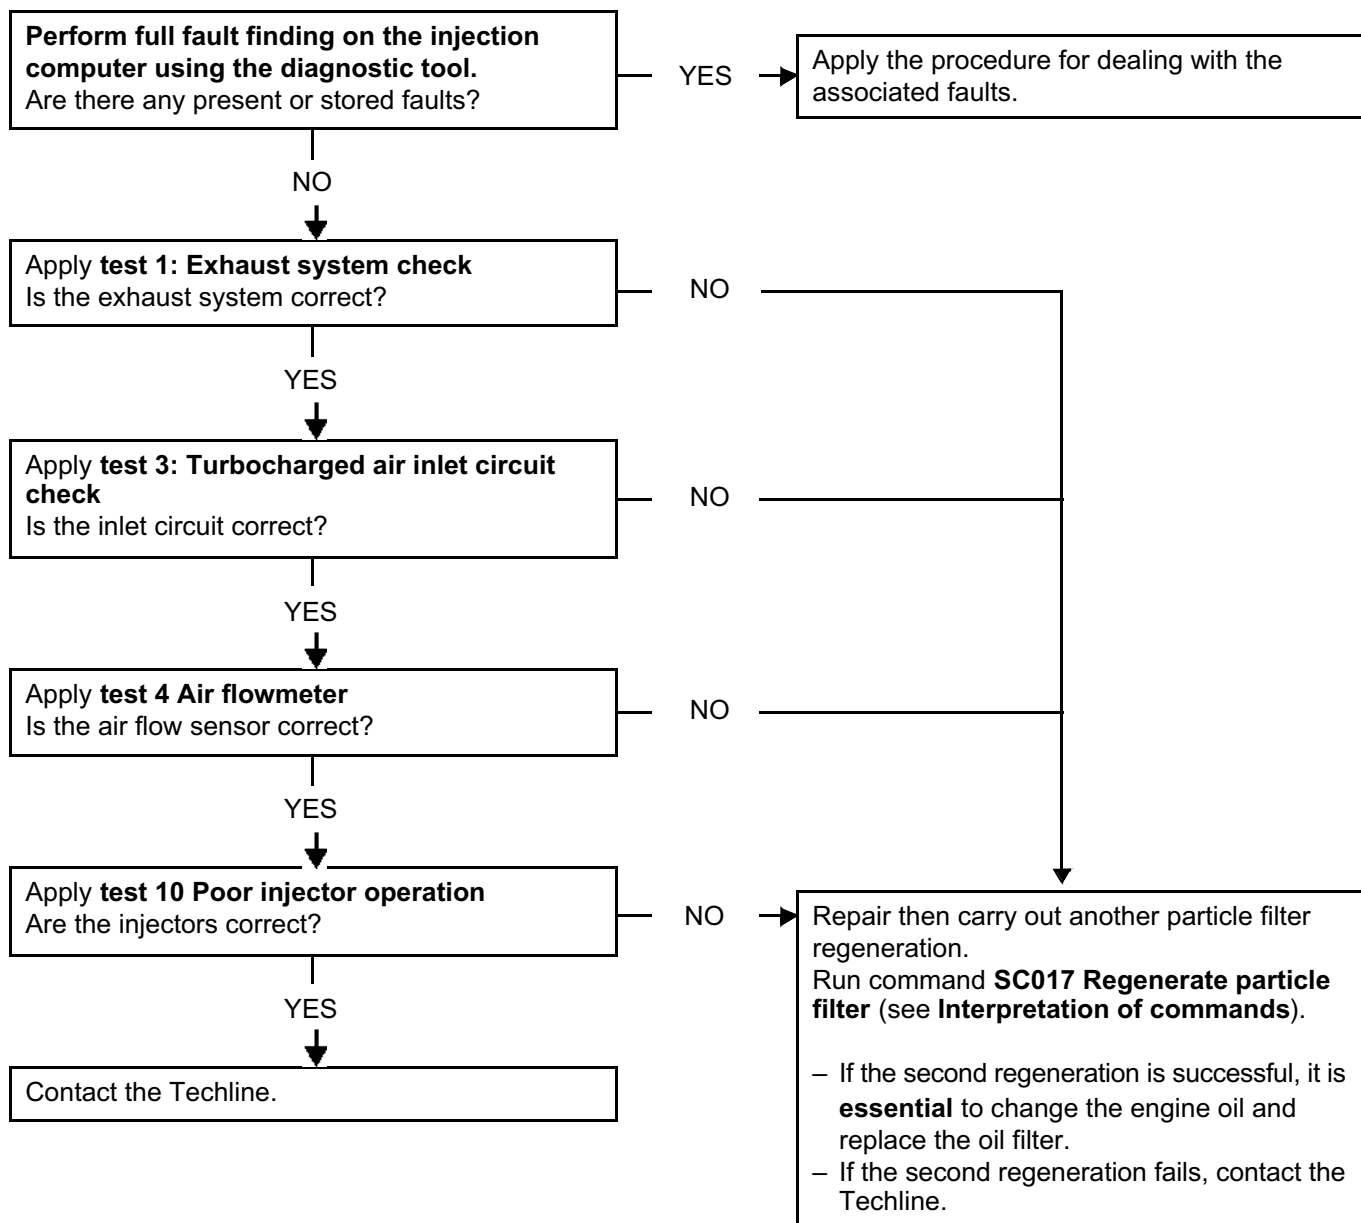 Perform full fault finding on the injection
computer using the diagnostic tool.
Are there any present or stored faults?
YES
Apply the procedure for dealing with the
associated faults.
NO
Apply test 1: Exhaust system check
Is the exhaust system correct?
NO
YES
Apply test 3: Turbocharged air inlet circuit
check
Is the inlet circuit correct?
NO
YES
Apply test 4 Air flowmeter
Is the air flow sensor correct?
NO
YES
Apply test 10 Poor injector operation
Are the injectors correct?
NO
Repair then carry out another particle filter
regeneration.
Run command SC017 Regenerate particle
filter (see Interpretation of commands).
– If the second regeneration is successful, it is
essential to change the engine oil and
replace the oil filter.
– If the second regeneration fails, contact the
Techline.
YES
Contact the Techline.